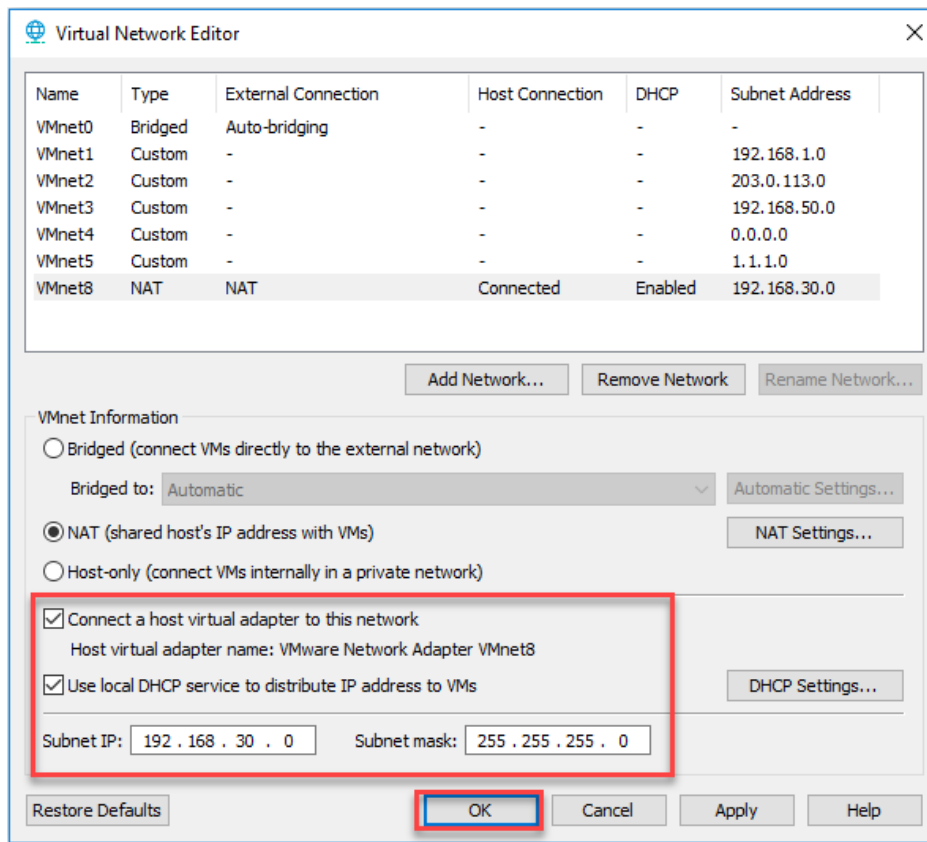 Virtual Network Editor
Name Type External Connection Host Connection DHCP Subnet Address
VMnet0 Bridged Auto-bridging - - -
VMnet1 Custom - - - 192.168.1.0
VMnet2 Custom - - - 203.0.113.0
VMnet3 Custom - - - 192.168.50.0
VMnet4 Custom - - - 0.0.0.0
VMnet5 Custom - - - 1.1.1.0
VMnet8 NAT NAT Connected Enabled 192.168.30.0
Add Network... Remove Network Rename Network...
VMnet Information
Bridged (connect VMs directly to the external network)
Bridged to: Automatic Automatic Settings...
NAT (shared host's IP address with VMs) NAT Settings...
Host-only (connect VMs internally in a private network)
Connect a host virtual adapter to this network
Host virtual adapter name: VMware Network Adapter VMnet8
Use local DHCP service to distribute IP address to VMs DHCP Settings...
Subnet IP: 192 . 168 . 30 . 0 Subnet mask: 255 . 255 . 255 . 0
Restore Defaults OK Cancel Apply Help